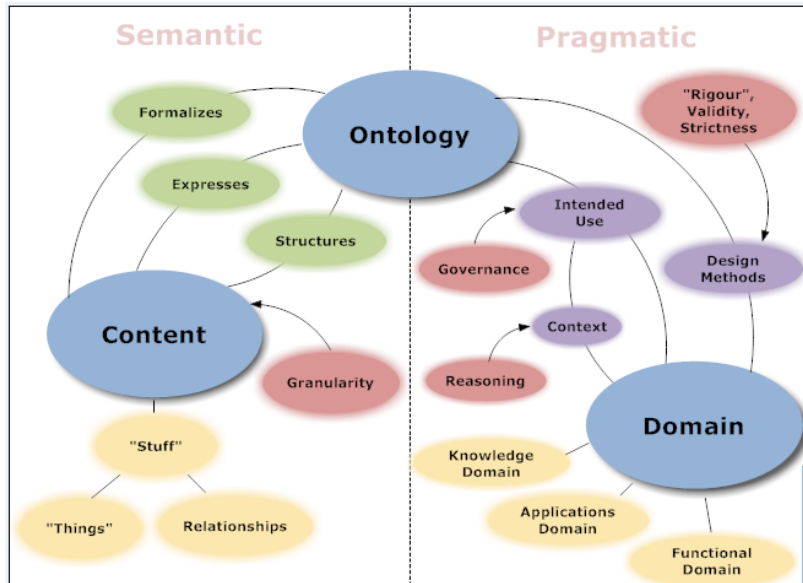 Semantic
Pragmatic
Formalizes
Ontology
"Rigour",
Validity,
Strictness
Expresses
Intended
Use
Structures
Governance
Design
Methods
Content
Context
Granularity
Reasoning
Domain
"Stuff"
Knowledge
Domain
"Things"
Relationships
Applications
Domain
Functional
Domain